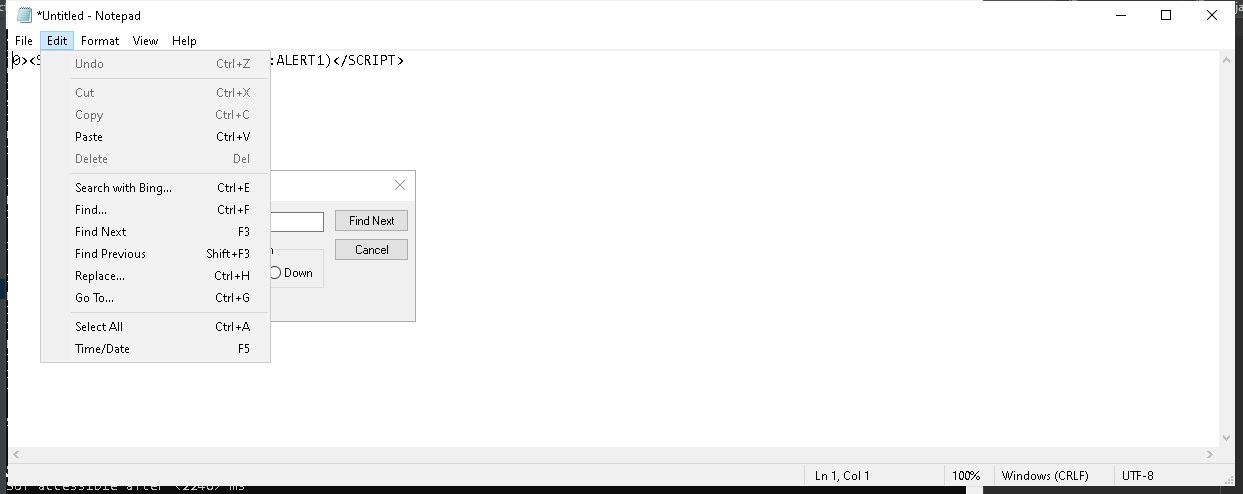 *Untitled - Notepad
File Edit Format View Help
0><S :ALERT1)</SCRIPT>
Undo Ctrl+Z
Cut Ctrl+X
Copy Ctrl+C
Paste Ctrl+V
Delete Del
Search with Bing... Ctrl+E
Find... Ctrl+F
Find Next F3
Find Previous Shift+F3
Replace... Ctrl+H
Go To... Ctrl+G
Select All Ctrl+A
Time/Date F5
Find Next
Cancel
Down
Ln 1, Col 1 100% Windows (CRLF) UTF-8
accessible after <2240> ms